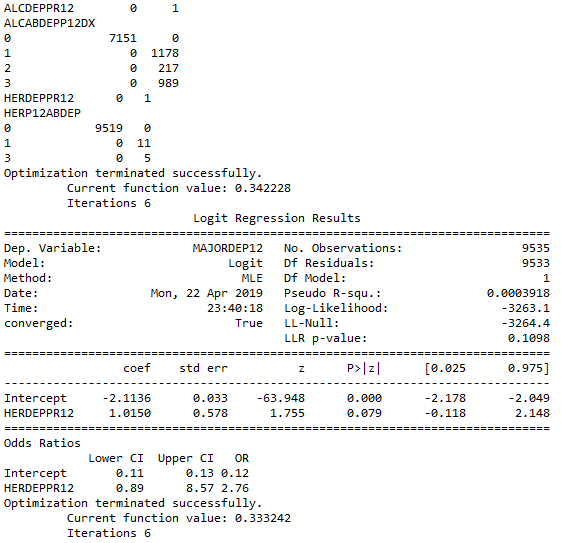 ALCDEPPR12      0     1
ALCABDEPP12DX
0              7151     0
1                 0  1178
2                 0   217
3                 0   989
HERDEPPR12      0  1
HERP12ABDEP
0            9519   0
1               0  11
3               0   5
Optimization terminated successfully.
         Current function value: 0.342228
         Iterations 6
                           Logit Regression Results
==============================================================================
Dep. Variable:             MAJORDEP12   No. Observations:                 9535
Model:                          Logit   Df Residuals:                     9533
Method:                           MLE   Df Model:                            1
Date:                Mon, 22 Apr 2019   Pseudo R-squ.:               0.0003918
Time:                        23:40:18   Log-Likelihood:                -3263.1
converged:                       True   LL-Null:                       -3264.4
                                        LLR p-value:                    0.1098
==============================================================================
                 coef    std err          z      P>|z|      [0.025      0.975]
------------------------------------------------------------------------------
Intercept     -2.1136      0.033    -63.948      0.000      -2.178      -2.049
HERDEPPR12     1.0150      0.578      1.755      0.079      -0.118       2.148
==============================================================================
Odds Ratios
            Lower CI  Upper CI   OR
Intercept       0.11      0.13 0.12
HERDEPPR12      0.89      8.57 2.76
Optimization terminated successfully.
         Current function value: 0.333242
         Iterations 6